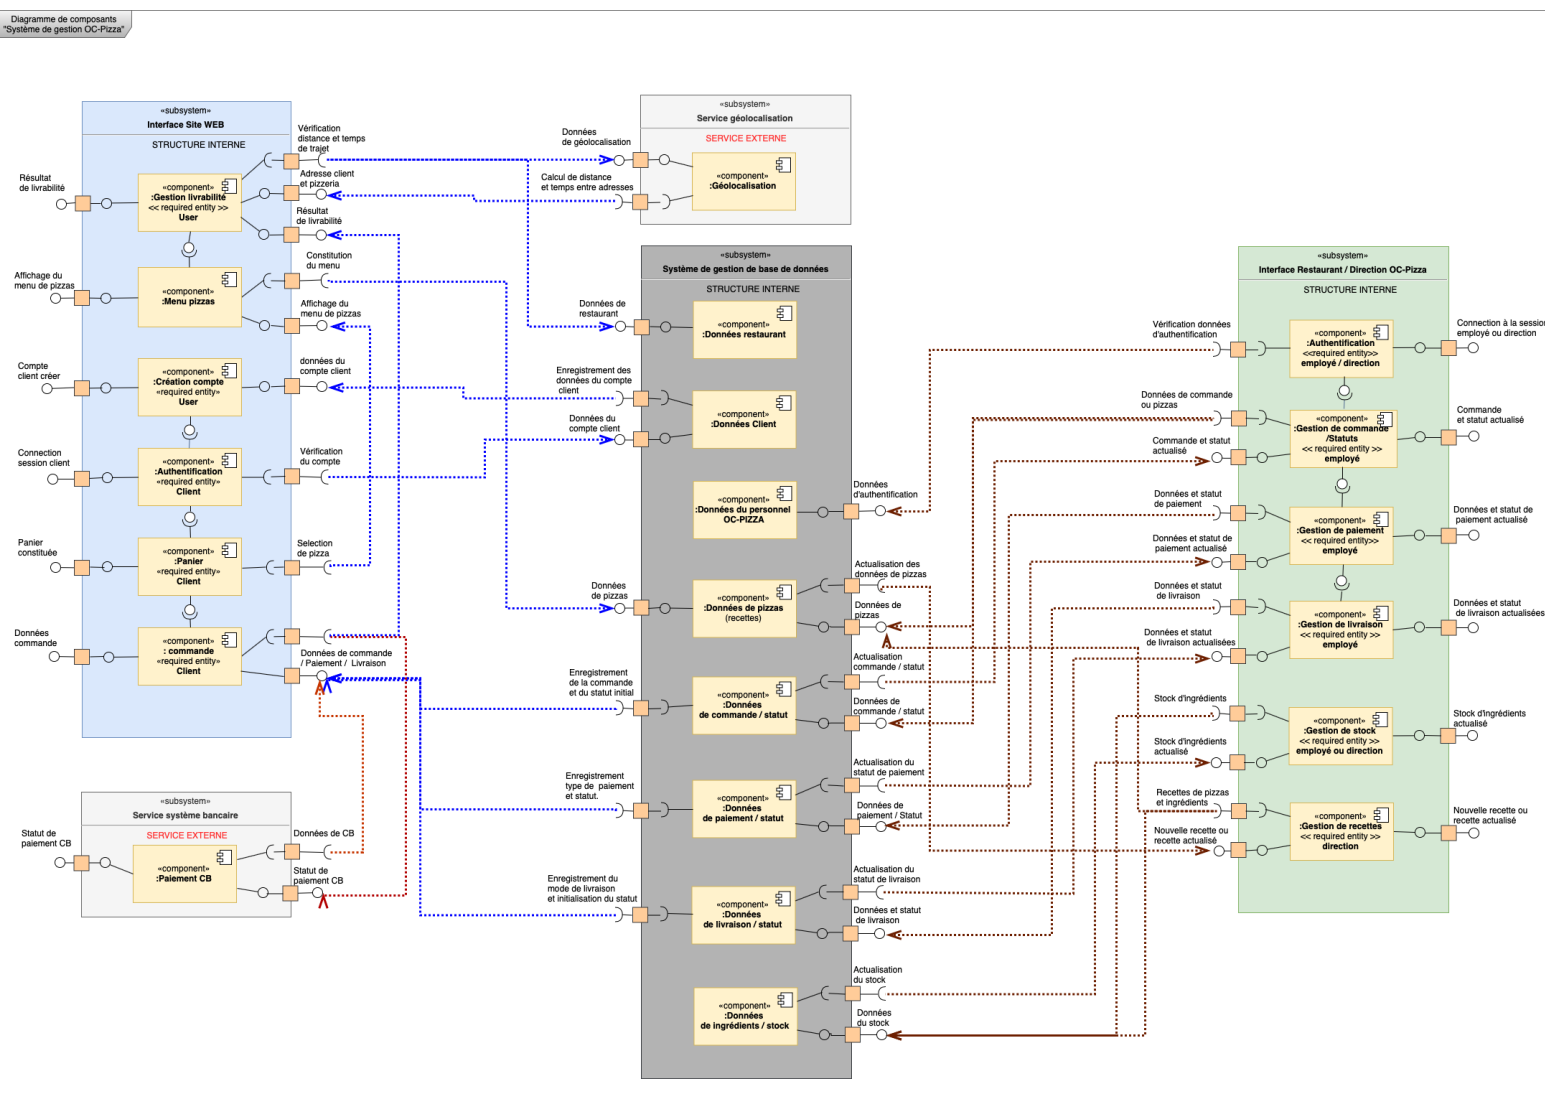 Diagramme de composants
"Système de gestion OC-Pizza"
«subsystem»
Interface Site WEB
STRUCTURE INTERNE
Résultat
de livrabilité
«component»
:Gestion livrabilité
<< required entity >>
User
Vérification
distance et temps
de trajet
Adresse client
et pizzeria
Résultat
de livrabilité
Affichage du
menu de pizzas
«component»
:Menu pizzas
Constitution
du menu
Affichage du
menu de pizzas
Compte
client créer
«component»
:Création compte
«required entity»
User
données du
compte client
Connection
session client
«component»
:Authentification
«required entity»
Client
Vérification
du compte
Panier
constituée
«component»
:Panier
«required entity»
Client
Selection
de pizza
Données
commande
«component»
: commande
«required entity»
Client
Données de commande
/ Paiement / Livraison
«subsystem»
Service système bancaire
SERVICE EXTERNE
Statut de
paiement CB
«component»
:Paiement CB
Données de CB
Statut de
paiement CB
«subsystem»
Service géolocalisation
SERVICE EXTERNE
Données
de géolocalisation
Calcul de distance
et temps entre adresses
«component»
:Géolocalisation
«subsystem»
Système de gestion de base de données
STRUCTURE INTERNE
Données de
restaurant
«component»
:Données restaurant
Enregistrement des
données du compte
client
Données du
compte client
«component»
:Données Client
«component»
:Données du personnel
OC-PIZZA
Données
d'authentification
Données
de pizzas
«component»
:Données de pizzas
(recettes)
Actualisation des
données de pizzas
Données de
pizzas
Enregistrement
de la commande
et du statut initial
«component»
:Données
de commande / statut
Actualisation
commande / statut
Données de
commande / statut
Enregistrement
type de paiement
et statut.
«component»
:Données
de paiement / statut
Actualisation du
statut de paiement
Données de
paiement / Statut
Enregistrement du
mode de livraison
et initialisation du statut
«component»
:Données
de livraison / statut
Actualisation du
statut de livraison
Données et statut
de livraison
«component»
:Données
de ingrédients / stock
Actualisation
du stock
Données
du stock
«subsystem»
Interface Restaurant / Direction OC-Pizza
STRUCTURE INTERNE
Vérification données
d'authentification
«component»
:Authentification
<<required entity>>
employé / direction
Connection à la session
employé ou direction
Données de commande
ou pizzas
Commande et statut
actualisé
«component»
:Gestion de commande
/Statuts
<< required entity >>
employé
Commande
et statut actualisé
Données et statut
de paiement
Données et statut de
paiement actualisé
«component»
:Gestion de paiement
<< required entity>>
employé
Données et statut de
paiement actualisé
Données et statut
de livraison
Données et statut
de livraison actualisées
«component»
:Gestion de livraison
<< required entity>>
employé
Données et statut
de livraison actualisées
Stock d'ingrédients
Stock d'ingrédients
actualisé
«component»
:Gestion de stock
<< required entity >>
employé ou direction
Stock d'ingrédients
actualisé
Recettes de pizzas
et ingrédients
Nouvelle recette ou
recette actualisé
«component»
:Gestion de recettes
<< required entity >>
direction
Nouvelle recette ou
recette actualisé